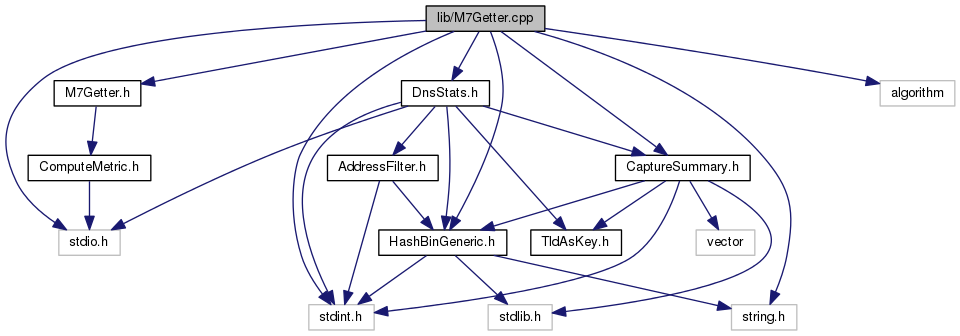 lib/M7Getter.cpp
M7Getter.h
DnsStats.h
algorithm
ComputeMetric.h
AddressFilter.h
CaptureSummary.h
stdio.h
HashBinGeneric.h
TldAsKey.h
vector
stdint.h
stdlib.h
string.h